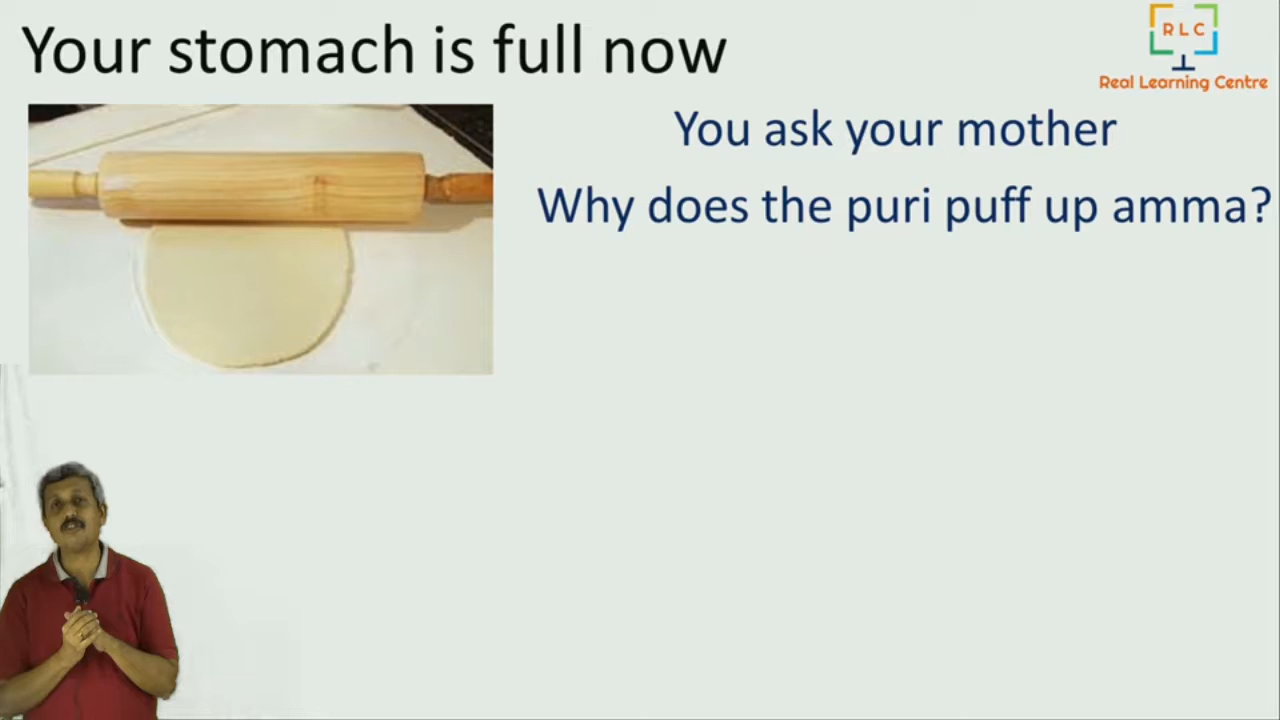 Your stomach is full now
RLC
Real Learning Centre
You ask your mother
Why does the puri puff up amma?